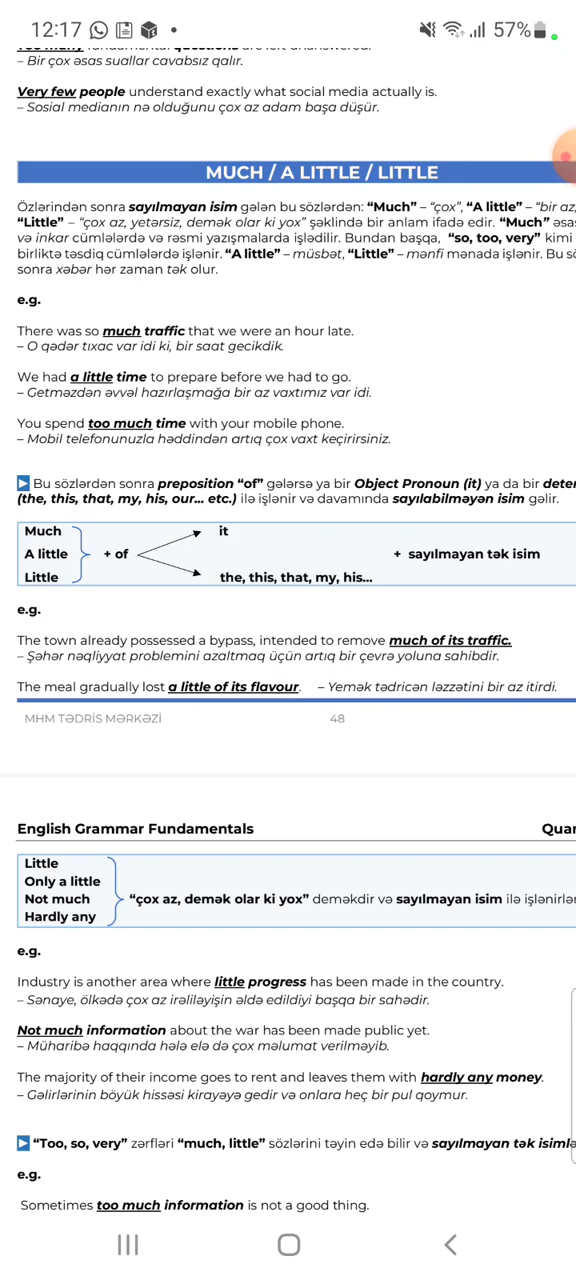 12:17 57%
– Bir çox əsas suallar cavabsız qalır.
Very few people understand exactly what social media actually is.
– Sosial medianın nə olduğunu çox az adam başa düşür.
MUCH / A LITTLE / LITTLE
Özlərindən sonra sayılmayan isim gələn bu sözlərdən: “Much” – “çox”, “A little” – “bir az,
“Little” – “çox az, yetərsiz, demək olar ki yox” şəklində bir anlam ifadə edir. “Much”
və inkar cümlələrdə və rəsmi yazışmalarda işlədilir. Bundan başqa, “so, too, very” kimi
birlikdə təsdiq cümlələrdə işlənir. “A little” – müsbət, “Little” – mənfi mənada işlənir. Bu
sonra xəbər hər zaman tək olur.
e.g.
There was so much traffic that we were an hour late.
– O qədər tıxac var idi ki, bir saat gecikdik.
We had a little time to prepare before we had to go.
– Getməzdən əvvəl hazırlaşmağa bir az vaxtımız var idi.
You spend too much time with your mobile phone.
– Mobil telefonunuzla həddindən artıq çox vaxt keçirirsiniz.
Bu sözlərdən sonra preposition “of” gələrsə ya bir Object Pronoun (it) ya da bir
(the, this, that, my, his, our... etc.) ilə işlənir və davamında sayılabilməyən isim gəlir.
Much it
A little + of + sayılmayan tək isim
Little the, this, that, my, his...
e.g.
The town already possessed a bypass, intended to remove much of its traffic.
– Şəhər nəqliyyat problemini azaltmaq üçün artıq bir çevrə yoluna sahibdir.
The meal gradually lost a little of its flavour. – Yemək tədricən ləzzətini bir az itirdi.
MHM TƏDRİS MƏRKƏZİ 48
English Grammar Fundamentals
Little
Only a little
Not much “çox az, demək olar ki yox” deməkdir və sayılmayan isim ilə
Hardly any
e.g.
Industry is another area where little progress has been made in the country.
– Sənaye, ölkədə çox az irəliləyişin əldə edildiyi başqa bir sahədir.
Not much information about the war has been made public yet.
– Müharibə haqqında hələ elə də çox məlumat verilməyib.
The majority of their income goes to rent and leaves them with hardly any money.
– Gəlirlərinin böyük hissəsi kirayəyə gedir və onlara heç bir pul qoymur.
“Too, so, very” zərfləri “much, little” sözlərini təyin edə bilir və sayılmayan tək
e.g.
Sometimes too much information is not a good thing.